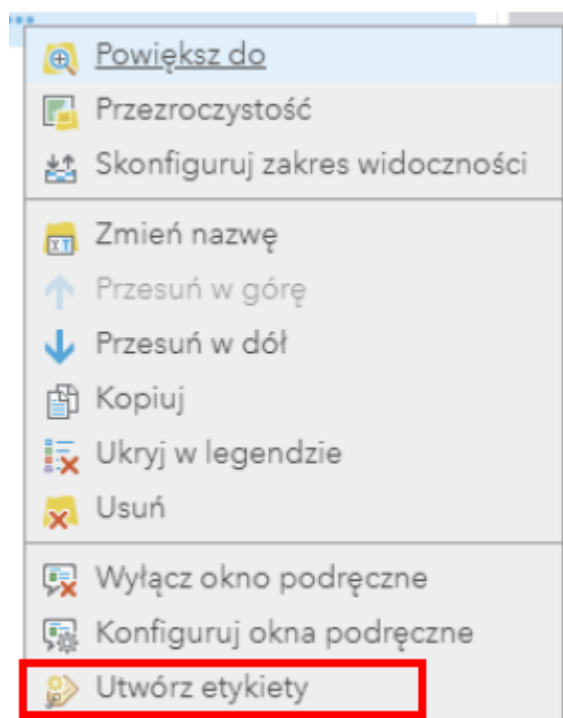 Powiększ do
Przezroczystość
Skonfiguruj zakres widoczności
Zmień nazwę
Przesuń w górę
Przesuń w dół
Kopiuj
Ukryj w legendzie
Usuń
Wyłącz okno podręczne
Konfiguruj okna podręczne
Utwórz etykiety